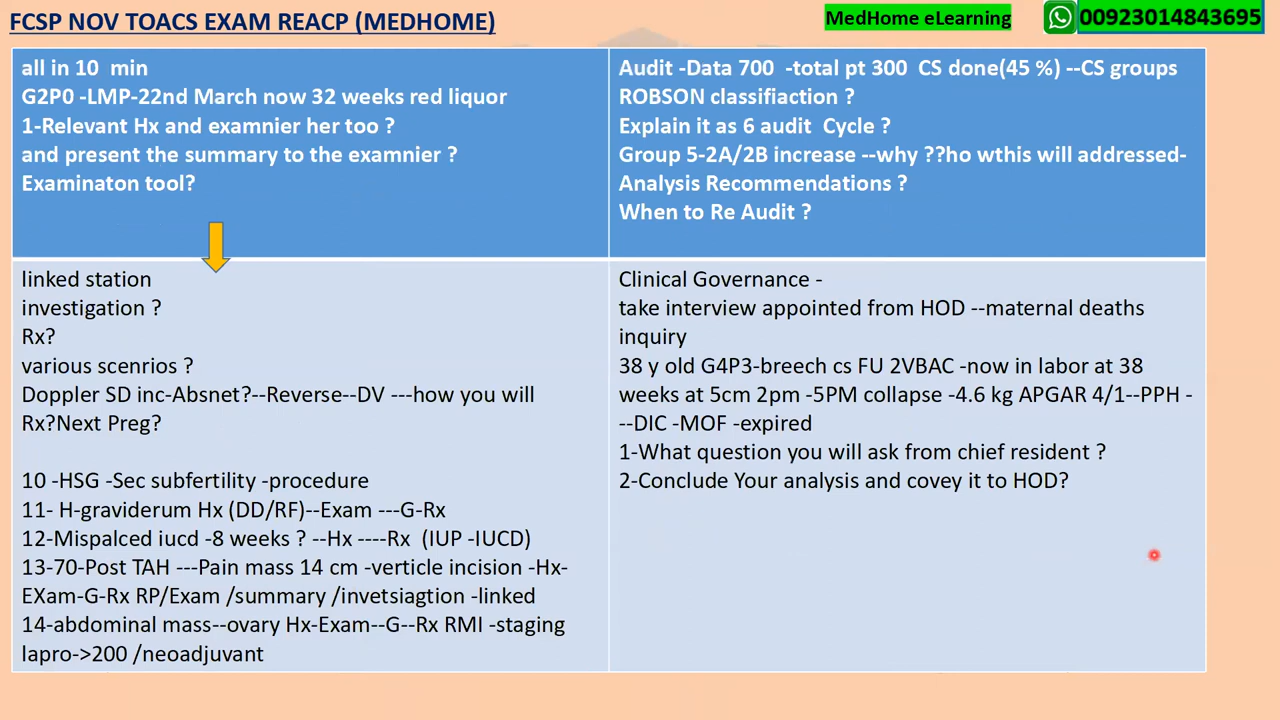 FCSP NOV TOACS EXAM REACP (MEDHOME)
MedHome eLearning
00923014843695
all in 10 min
G2P0 -LMP-22nd March now 32 weeks red liquor
1-Relevant Hx and examnier her too ?
and present the summary to the examnier ?
Examinaton tool?
Audit -Data 700 -total pt 300 CS done(45 %) --CS groups
ROBSON classifiaction ?
Explain it as 6 audit Cycle ?
Group 5-2A/2B increase --why ??ho wthis will addressed-
Analysis Recommendations ?
When to Re Audit ?
linked station
investigation ?
Rx?
various scenrios ?
Doppler SD inc-Absnet?--Reverse--DV ---how you will
Rx?Next Preg?
10 -HSG -Sec subfertility -procedure
11- H-graviderum Hx (DD/RF)--Exam ---G-Rx
12-Mispalced iucd -8 weeks ? --Hx ----Rx (IUP -IUCD)
13-70-Post TAH ---Pain mass 14 cm -verticle incision -Hx-
EXam-G-Rx RP/Exam /summary /invetsiagtion -linked
14-abdominal mass--ovary Hx-Exam--G--Rx RMI -staging
lapro->200 /neoadjuvant
Clinical Governance -
take interview appointed from HOD --maternal deaths
inquiry
38 y old G4P3-breech cs FU 2VBAC -now in labor at 38
weeks at 5cm 2pm -5PM collapse -4.6 kg APGAR 4/1--PPH -
--DIC -MOF -expired
1-What question you will ask from chief resident ?
2-Conclude Your analysis and covey it to HOD?